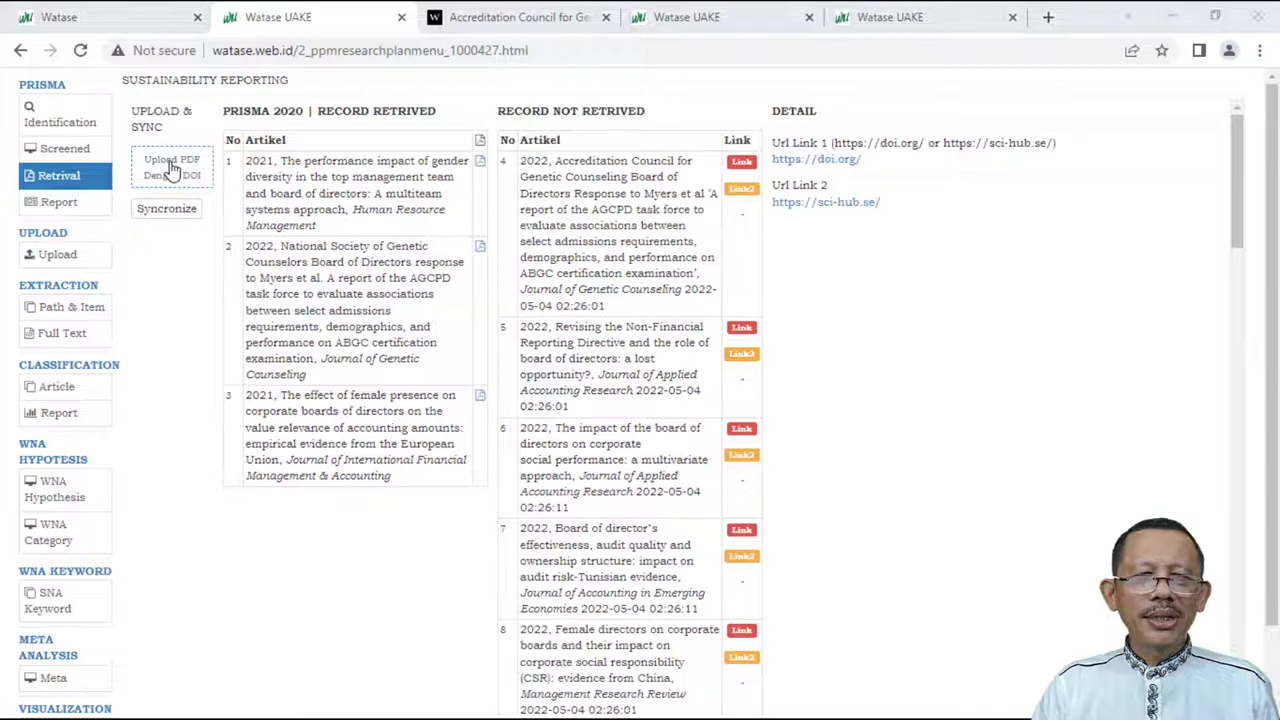 Watase
Watase UAKE
Accreditation Council for Ge
Watase UAKE
Watase UAKE
Not secure
watase.web.id/2_ppmresearchplanmenu_1000427.html
PRISMA
Identification
Screened
Retrival
Report
UPLOAD
Upload
EXTRACTION
Path & Item
Full Text
CLASSIFICATION
Article
Report
WNA
HYPOTESIS
WNA
Hypothesis
WNA
Category
WNA KEYWORD
SNA
Keyword
META
ANALYSIS
Meta
VISUALIZATION
SUSTAINABILITY REPORTING
UPLOAD &
SYNC
Upload PDF
DOI
Syncronize
PRISMA 2020 | RECORD RETRIVED
No Artikel
1 2021, The performance impact of gender
diversity in the top management team
and board of directors: A multiteam
systems approach, Human Resource
Management
2 2022, National Society of Genetic
Counselors Board of Directors response
to Myers et al. A report of the AGCPD
task force to evaluate associations
between select admissions
requirements, demographics, and
performance on ABGC certification
examination, Journal of Genetic
Counseling
3 2021, The effect of female presence on
corporate boards of directors on the
value relevance of accounting amounts:
empirical evidence from the European
Union, Journal of International Financial
Management & Accounting
RECORD NOT RETRIVED
No Artikel Link
4 2022, Accreditation Council for Link
Genetic Counseling Board of
Directors Response to Myers et al 'A Link2
report of the AGCPD task force to
evaluate associations between -
select admissions requirements,
demographics, and performance on
ABGC certification examination',
Journal of Genetic Counseling 2022-
05-04 02:26:01
5 2022, Revising the Non-Financial Link
Reporting Directive and the role of
board of directors: a lost Link2
opportunity?, Journal of Applied -
Accounting Research 2022-05-04
02:26:01
6 2022, The impact of the board of Link
directors on corporate
social performance: a multivariate Link2
approach, Journal of Applied
Accounting Research 2022-05-04 -
02:26:11
7 2022, Board of director's Link
effectiveness, audit quality and
ownership structure: impact on Link2
audit risk-Tunisian evidence, -
Journal of Accounting in Emerging
Economies 2022-05-04 02:26:11
8 2022, Female directors on corporate Link
boards and their impact on
corporate social responsibility Link2
(CSR): evidence from China, -
Management Research Review
2022-05-04 02:26:01
DETAIL
Url Link 1 (https://doi.org/ or https://sci-hub.se/)
https://doi.org/
Url Link 2
https://sci-hub.se/